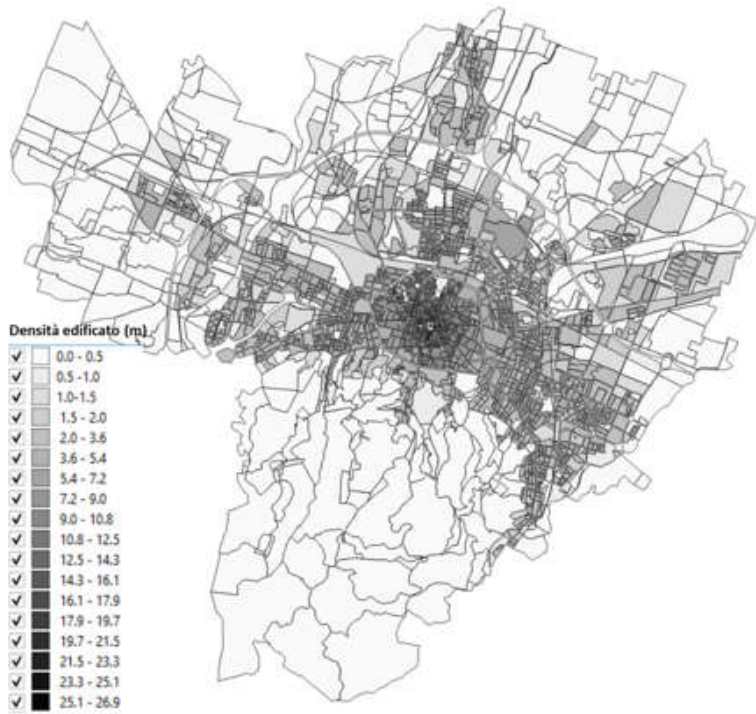 Densità edificato (m)
0.0 - 0.5
0.5 -1.0
1.0-1.5
1.5 - 2.0
2.0 - 3.6
3.6 - 5.4
5.4 - 7.2
7.2 - 9.0
9.0 - 10.8
10.8 - 12.5
12.5 - 14.3
14.3 - 16.1
16.1 - 17.9
17.9 - 19.7
19.7 - 21.5
21.5 - 23.3
23.3 - 25.1
25.1 - 26.9